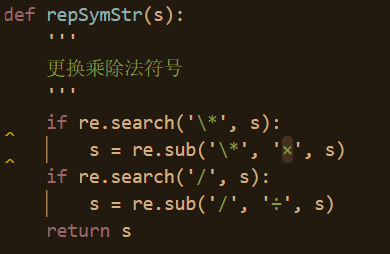 def repSymStr(s):
    '''
    更换乘除法符号
    '''
    if re.search('\*', s):
        s = re.sub('\*', '×', s)
    if re.search('/', s):
        s = re.sub('/', '÷', s)
    return s